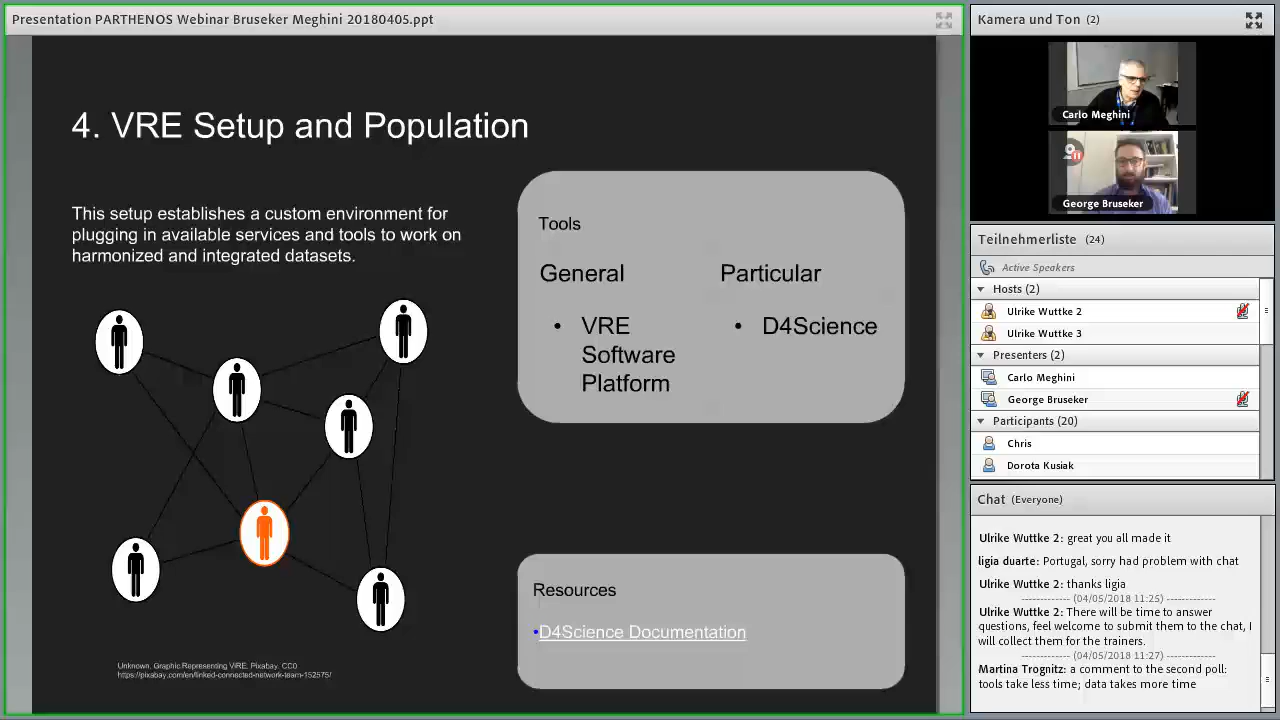 Presentation PARTHENOS Webinar Bruseker Meghini 20180405.ppt
4. VRE Setup and Population
This setup establishes a custom environment for
plugging in available services and tools to work on
harmonized and integrated datasets.
Tools
General
Particular
• VRE
Software
Platform
• D4Science
Resources
•D4Science Documentation
Unknown, Graphic Representing VIRE, Pixabay, CC0
https://pixabay.com/en/linked-connected-network-team-152575/
Kamera und Ton (2)
Carlo Meghini
George Bruseker
Teilnehmerliste (24)
Active Speakers
Hosts (2)
Ulrike Wuttke 2
Ulrike Wuttke 3
Presenters (2)
Carlo Meghini
George Bruseker
Participants (20)
Chris
Dorota Kusiak
Chat (Everyone)
Ulrike Wuttke 2: great you all made it
ligia duarte: Portugal, sorry had problem with chat
Ulrike Wuttke 2: thanks ligia
------------ (04/05/2018 11:25) ------------
Ulrike Wuttke 2: There will be time to answer
questions, feel welcome to submit them to the chat, I
will collect them for the trainers.
------------ (04/05/2018 11:27) ------------
Martina Trognitz: a comment to the second poll:
tools take less time; data takes more time